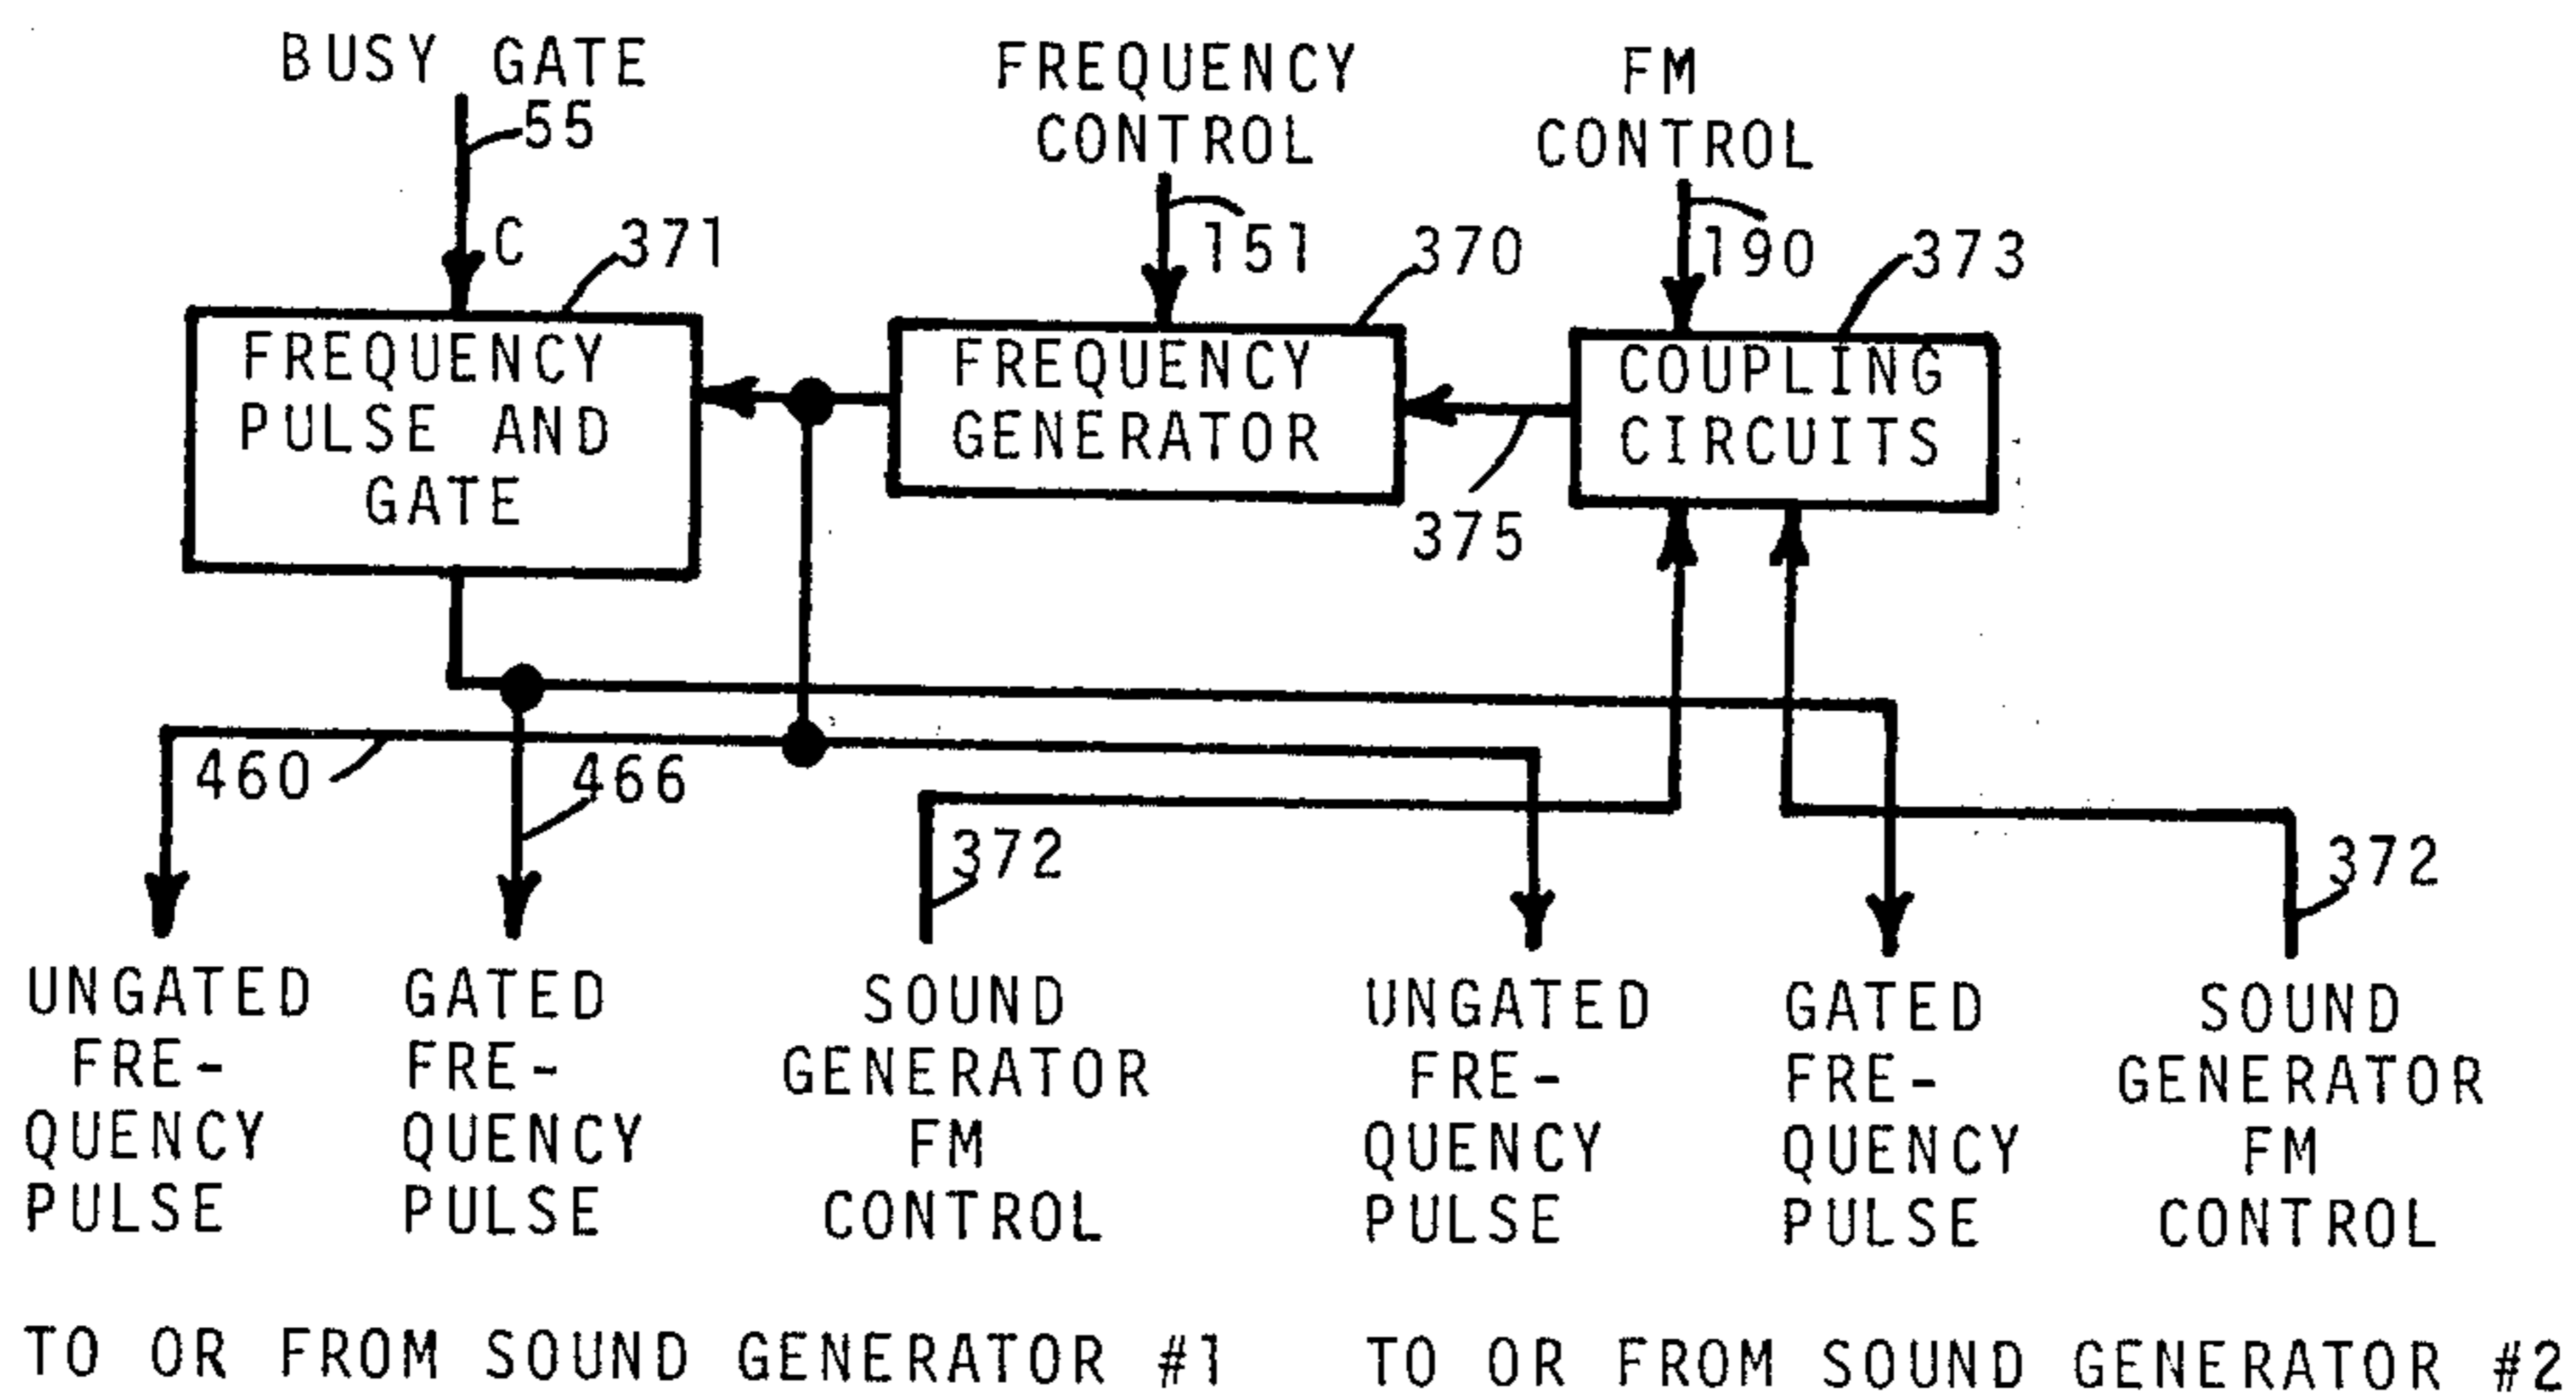 BUSY GATE
55
C
371
FREQUENCY
CONTROL
151
370
FM
CONTROL
190
373
FREQUENCY
PULSE AND
GATE
FREQUENCY
GENERATOR
COUPLING
CIRCUITS
375
460
466
372
372
UNGATED
FRE-
QUENCY
PULSE
GATED
FRE-
QUENCY
PULSE
SOUND
GENERATOR
FM
CONTROL
UNGATED
FRE-
QUENCY
PULSE
GATED
FRE-
QUENCY
PULSE
SOUND
GENERATOR
FM
CONTROL
TO OR FROM SOUND GENERATOR #1
TO OR FROM SOUND GENERATOR #2